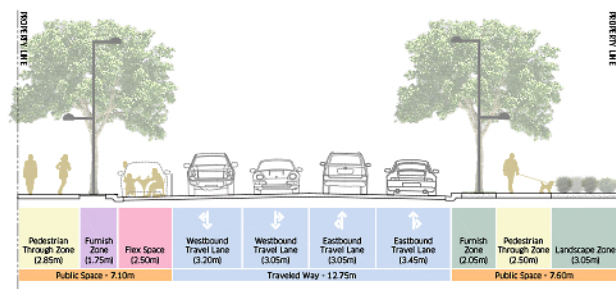 PROPERTY LINE
PROPERTY LINE
Pedestrian
Through Zone
(2.85m)
Furnish
Zone
(1.75m)
Flex Space
(2.50m)
Westbound
Travel Lane
(3.20m)
Westbound
Travel Lane
(3.05m)
Eastbound
Travel Lane
(3.05m)
Eastbound
Travel Lane
(3.45m)
Furnish
Zone
(2.05m)
Pedestrian
Through Zone
(2.50m)
Landscape Zone
(3.05m)
Public Space - 7.10m
Traveled Way - 12.75m
Public Space - 7.60m